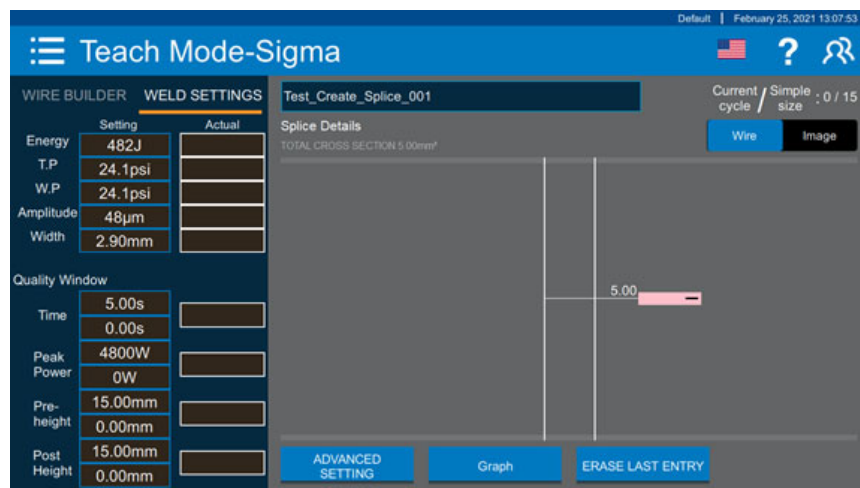 Default | February 25, 2021 13:07:53
Teach Mode-Sigma
?
WIRE BUILDER WELD SETTINGS
Setting Actual
Energy 482J
T.P 24.1psi
W.P 24.1psi
Amplitude 48μm
Width 2.90mm
Quality Window
Time 5.00s
0.00s
Peak Power 4800W
0W
Pre-height 15.00mm
0.00mm
Post Height 15.00mm
0.00mm
Test_Create_Splice_001
Current cycle / Simple size : 0 / 15
Splice Details
TOTAL CROSS SECTION 5.00mm²
Wire Image
5.00
ADVANCED SETTING Graph ERASE LAST ENTRY